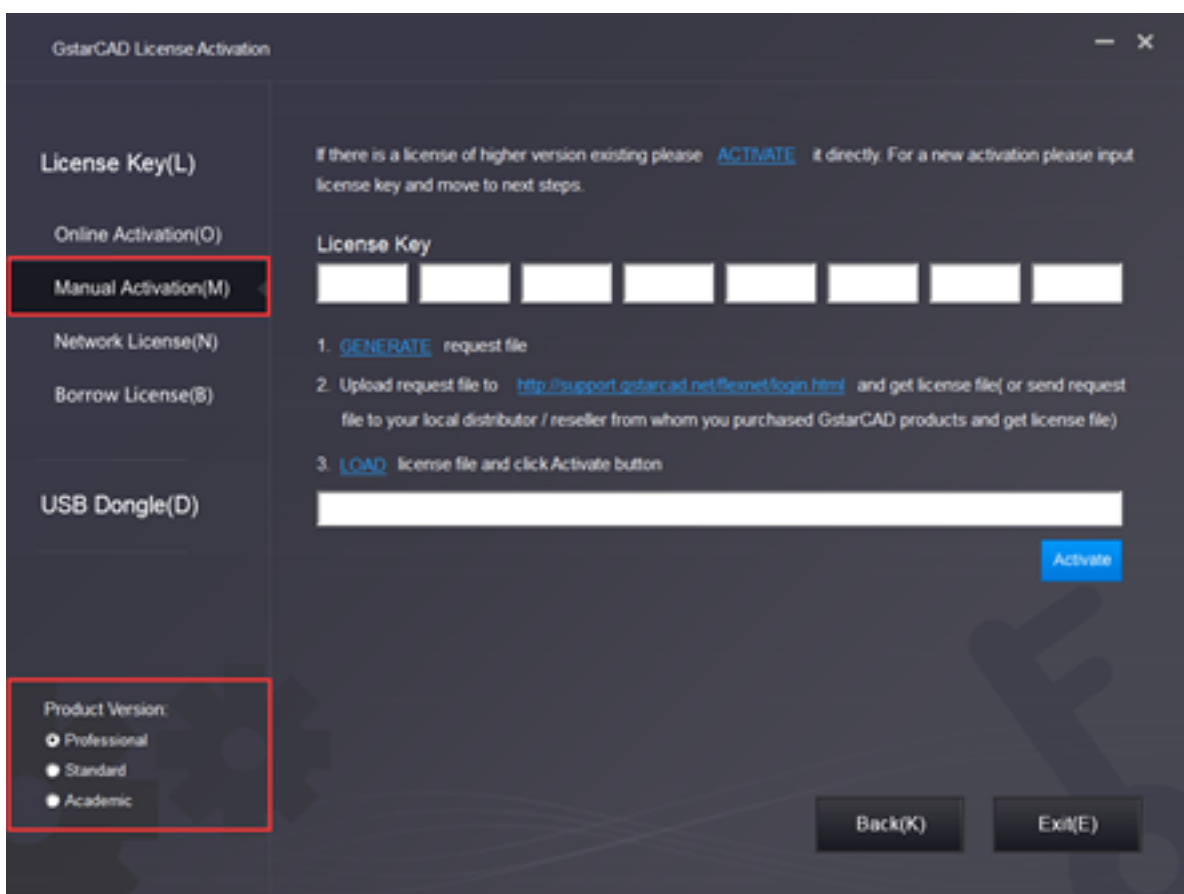 GstarCAD License Activation
License Key(L)
Online Activation(O)
Manual Activation(M)
Network License(N)
Borrow License(B)
USB Dongle(D)
Product Version:
Professional
Standard
Academic
If there is a license of higher version existing please ACTIVATE it directly. For a new activation please input
license key and move to next steps.
License Key
1. GENERATE request file
2. Upload request file to http://support.gstarcad.net/flexnet/login.html and get license file( or send request
file to your local distributor / reseller from whom you purchased GstarCAD products and get license file)
3. LOAD license file and click Activate button
Activate
Back(K)
Exit(E)